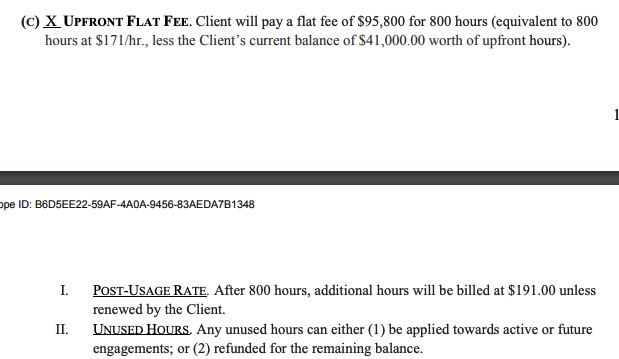 (C) X UPFRONT FLAT FEE. Client will pay a flat fee of $95,800 for 800 hours (equivalent to 800
hours at $171/hr., less the Client’s current balance of $41,000.00 worth of upfront hours).
1
ope ID: B6D5EE22-59AF-4A0A-9456-83AEDA7B1348
I. POST-USAGE RATE. After 800 hours, additional hours will be billed at $191.00 unless
renewed by the Client.
II. UNUSED HOURS. Any unused hours can either (1) be applied towards active or future
engagements; or (2) refunded for the remaining balance.